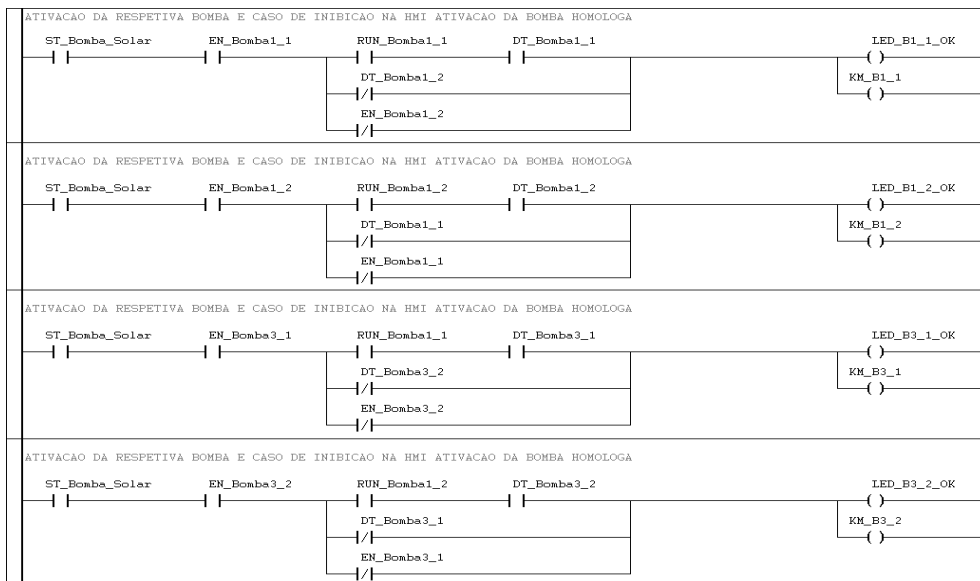 ATIVACAO DA RESPETIVA BOMBA E CASO DE INIBICAO NA HMI ATIVACAO DA BOMBA HOMOLOGA
ST_Bomba_Solar EN_Bomba1_1 RUN_Bomba1_1 DT_Bomba1_1 LED_B1_1_OK
DT_Bomba1_2 KM_B1_1
EN_Bomba1_2
ATIVACAO DA RESPETIVA BOMBA E CASO DE INIBICAO NA HMI ATIVACAO DA BOMBA HOMOLOGA
ST_Bomba_Solar EN_Bomba1_2 RUN_Bomba1_2 DT_Bomba1_2 LED_B1_2_OK
DT_Bomba1_1 KM_B1_2
EN_Bomba1_1
ATIVACAO DA RESPETIVA BOMBA E CASO DE INIBICAO NA HMI ATIVACAO DA BOMBA HOMOLOGA
ST_Bomba_Solar EN_Bomba3_1 RUN_Bomba1_1 DT_Bomba3_1 LED_B3_1_OK
DT_Bomba3_2 KM_B3_1
EN_Bomba3_2
ATIVACAO DA RESPETIVA BOMBA E CASO DE INIBICAO NA HMI ATIVACAO DA BOMBA HOMOLOGA
ST_Bomba_Solar EN_Bomba3_2 RUN_Bomba1_2 DT_Bomba3_2 LED_B3_2_OK
DT_Bomba3_1 KM_B3_2
EN_Bomba3_1